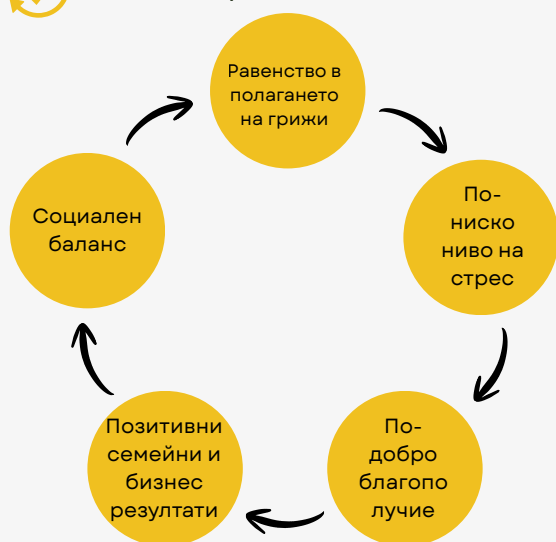 Равенство в
полагането
на грижи
По-
ниско
ниво на
стрес
По-
добро
благопо
лучие
Позитивни
семейни и
бизнес
резултати
Социален
баланс